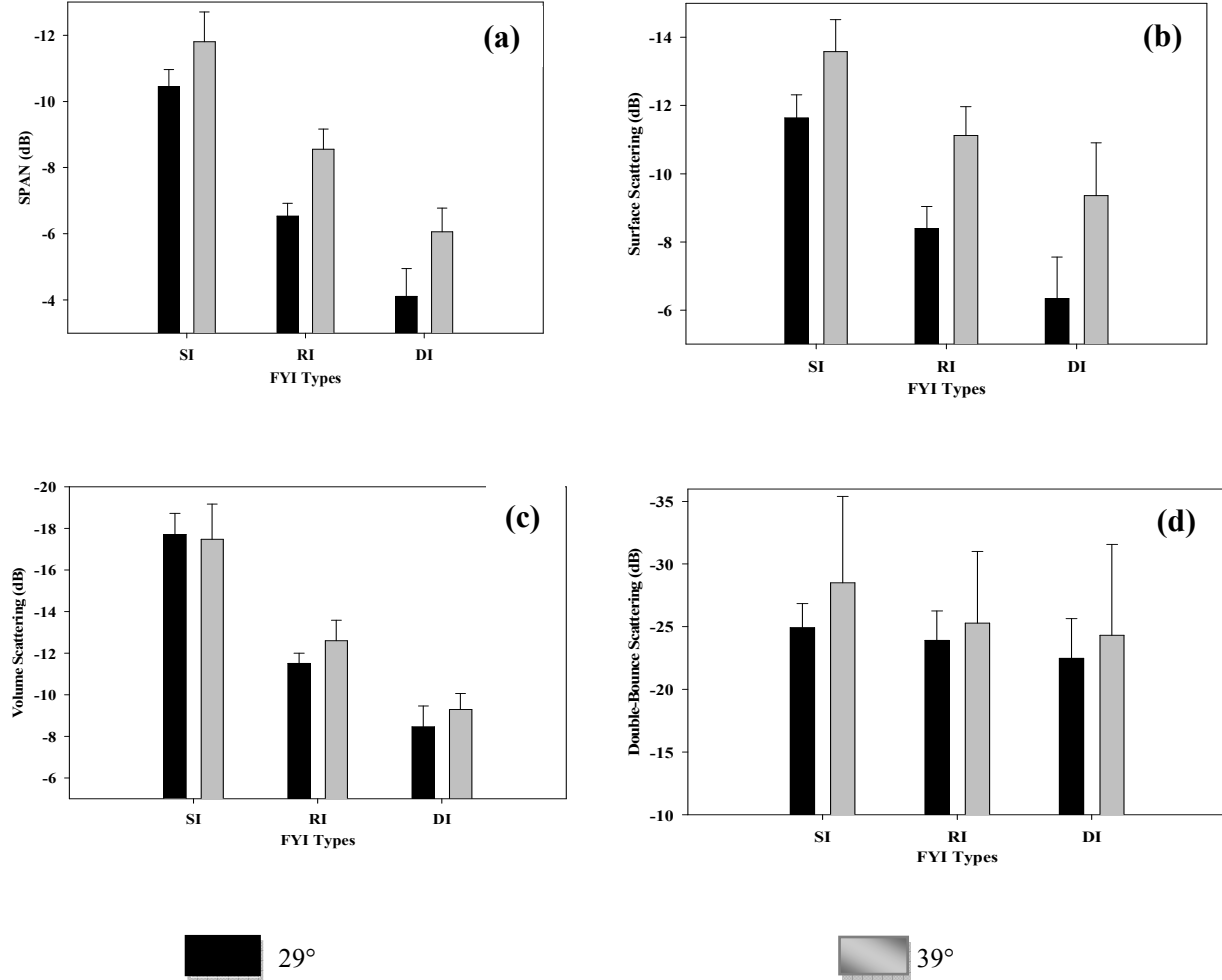 (a)
SPAN (dB)
-12
-10
-8
-6
-4
SI RI DI
FYI Types
(b)
Surface Scattering (dB)
-14
-12
-10
-8
-6
SI RI DI
FYI Types
(c)
Volume Scattering (dB)
-20
-18
-16
-14
-12
-10
-8
-6
SI RI DI
FYI Types
(d)
Double-Bounce Scattering (dB)
-35
-30
-25
-20
-15
-10
SI RI DI
FYI Types
29°
39°